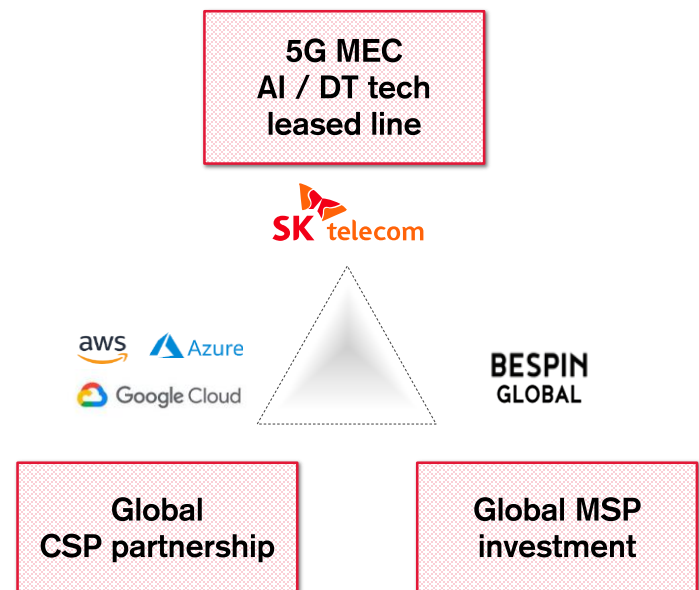 5G MEC
AI / DT tech
leased line
SK telecom
aws Azure
Google Cloud
BESPIN
GLOBAL
Global
CSP partnership
Global MSP
investment